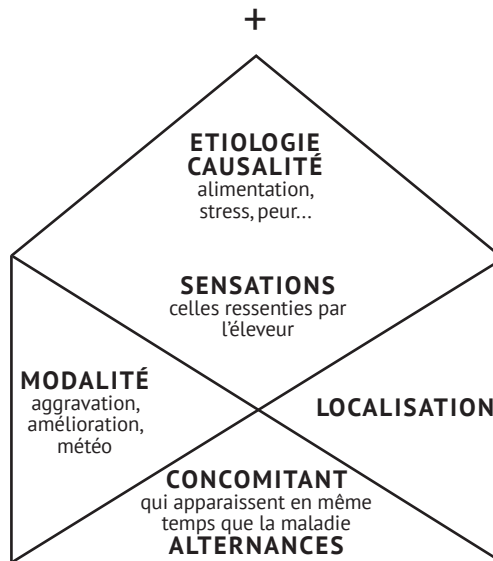 +
ETIOLOGIE
CAUSALITÉ
alimentation,
stress, peur...
SENSATIONS
celles ressenties par
l'éleveur
MODALITÉ
aggravation,
amélioration,
météo
LOCALISATION
CONCOMITANT
qui apparaissent en même
temps que la maladie
ALTERNANCES